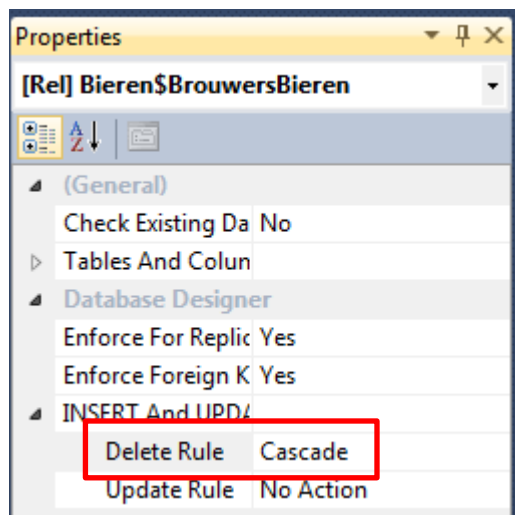 Properties
[Rel] Bieren$BrouwersBieren
A
Z
(General)
Check Existing Da No
Tables And Colun
Database Designer
Enforce For Replic Yes
Enforce Foreign K Yes
INSERT And UPDA
Delete Rule Cascade
Update Rule No Action